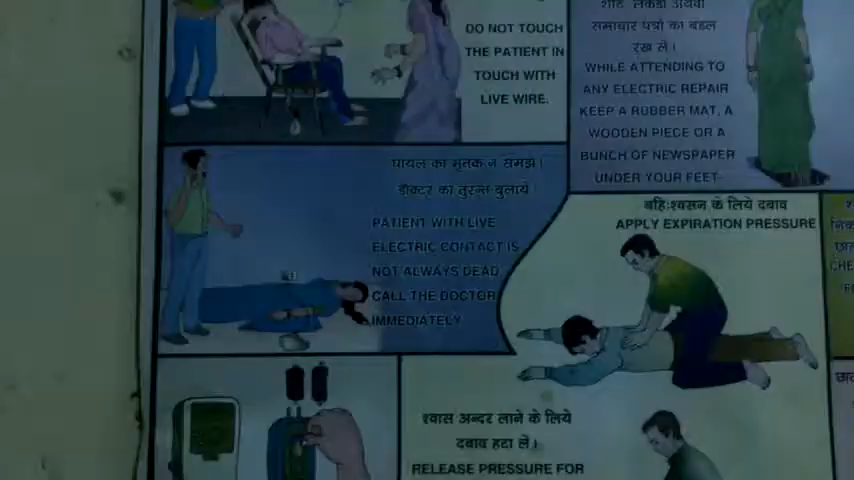 DO NOT TOUCH
THE PATIENT IN
TOUCH WITH
LIVE WIRE.
समाचार पत्रों का बंडल
रख लें।
WHILE ATTENDING TO
ANY ELECTRIC REPAIR
KEEP A RUBBER MAT, A
WOODEN PIECE OR A
BUNCH OF NEWSPAPER
UNDER YOUR FEET
घायल का मृतक न समझें।
डॉक्टर का तुरन्त बुलाये
PATIENT WITH LIVE
ELECTRIC CONTACT IS
NOT ALWAYS DEAD
CALL THE DOCTOR
IMMEDIATELY
बहिःश्वसन के लिये दबाव
APPLY EXPIRATION PRESSURE
श्वास अन्दर लाने के लिये
दबाव हटा लें।
RELEASE PRESSURE FOR